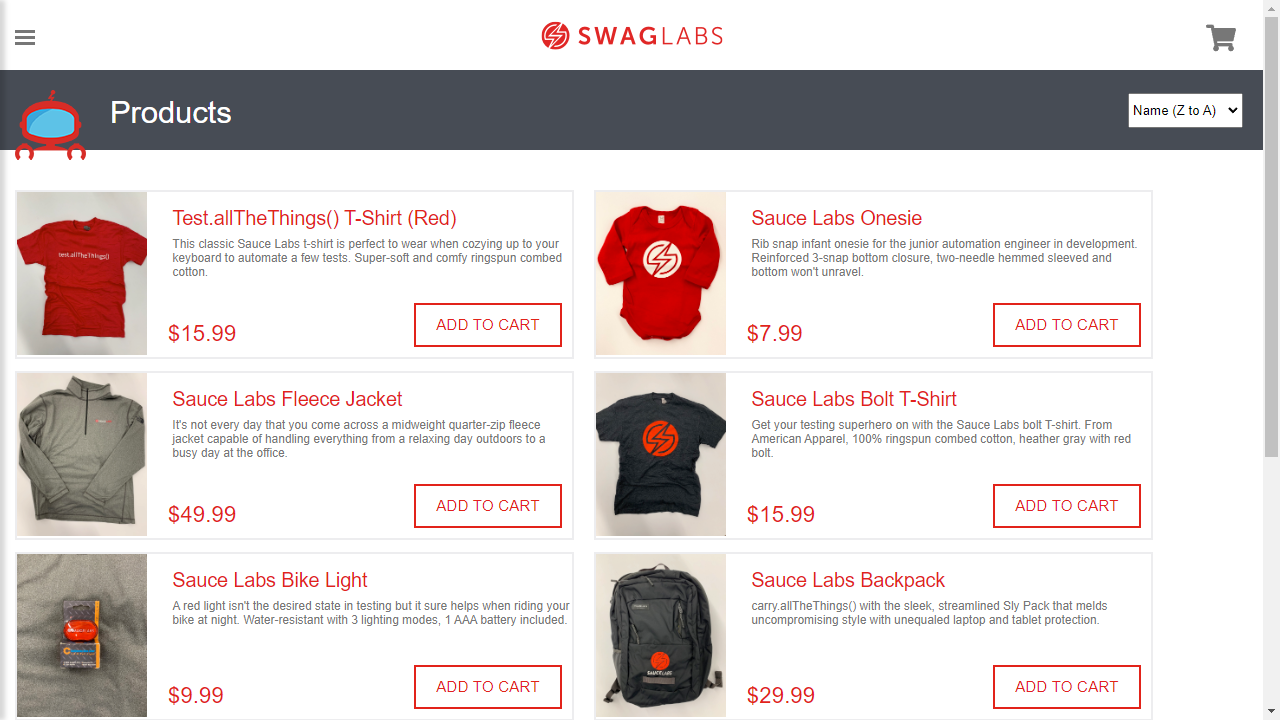 SWAGLABS
Products
Name (Z to A)
test.allTheThings()
Test.allTheThings() T-Shirt (Red)
This classic Sauce Labs t-shirt is perfect to wear when cozying up to your
keyboard to automate a few tests. Super-soft and comfy ringspun combed
cotton.
$15.99
ADD TO CART
Sauce Labs Onesie
Rib snap infant onesie for the junior automation engineer in development.
Reinforced 3-snap bottom closure, two-needle hemmed sleeved and
bottom won't unravel.
$7.99
ADD TO CART
Sauce Labs Fleece Jacket
It's not every day that you come across a midweight quarter-zip fleece
jacket capable of handling everything from a relaxing day outdoors to a
busy day at the office.
$49.99
ADD TO CART
Sauce Labs Bolt T-Shirt
Get your testing superhero on with the Sauce Labs bolt T-shirt. From
American Apparel, 100% ringspun combed cotton, heather gray with red
bolt.
$15.99
ADD TO CART
Sauce Labs Bike Light
A red light isn't the desired state in testing but it sure helps when riding your
bike at night. Water-resistant with 3 lighting modes, 1 AAA battery included.
$9.99
ADD TO CART
SAUCELABS
Sauce Labs Backpack
carry.allTheThings() with the sleek, streamlined Sly Pack that melds
uncompromising style with unequaled laptop and tablet protection.
$29.99
ADD TO CART